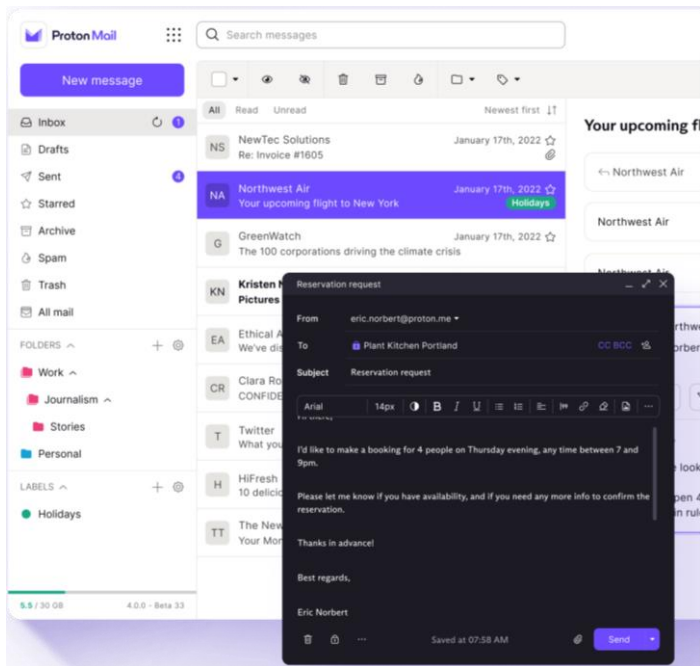 Proton Mail
Search messages
New message
Inbox 1
Drafts
Sent 4
Starred
Archive
Spam
Trash
All mail
FOLDERS
Work
Journalism
Stories
Personal
LABELS
Holidays
5.5 / 30 GB 4.0.0 - Beta 33
All Read Unread Newest first
NS NewTec Solutions January 17th, 2022
Re: Invoice #1605
NA Northwest Air January 17th, 2022
Your upcoming flight to New York Holidays
G GreenWatch January 17th, 2022
The 100 corporations driving the climate crisis
KN Kristen
Pictures
EA Ethical
We've
CR Clara
CONFIDE
T Twitter
What you
H HiFresh
10
TT The New
Your
Your upcoming
Northwest Air
Northwest Air
Northwest Air
Reservation request
From eric.norbert@proton.me
To Plant Kitchen Portland CC BCC
Subject Reservation request
Arial 14px B I U
Hi there,
I'd like to make a booking for 4 people on Thursday evening, any time between 7 and
9pm.
Please let me know if you have availability, and if you need any more info to confirm the
reservation.
Thanks in advance!
Best regards,
Eric Norbert
Saved at 07:58 AM Send